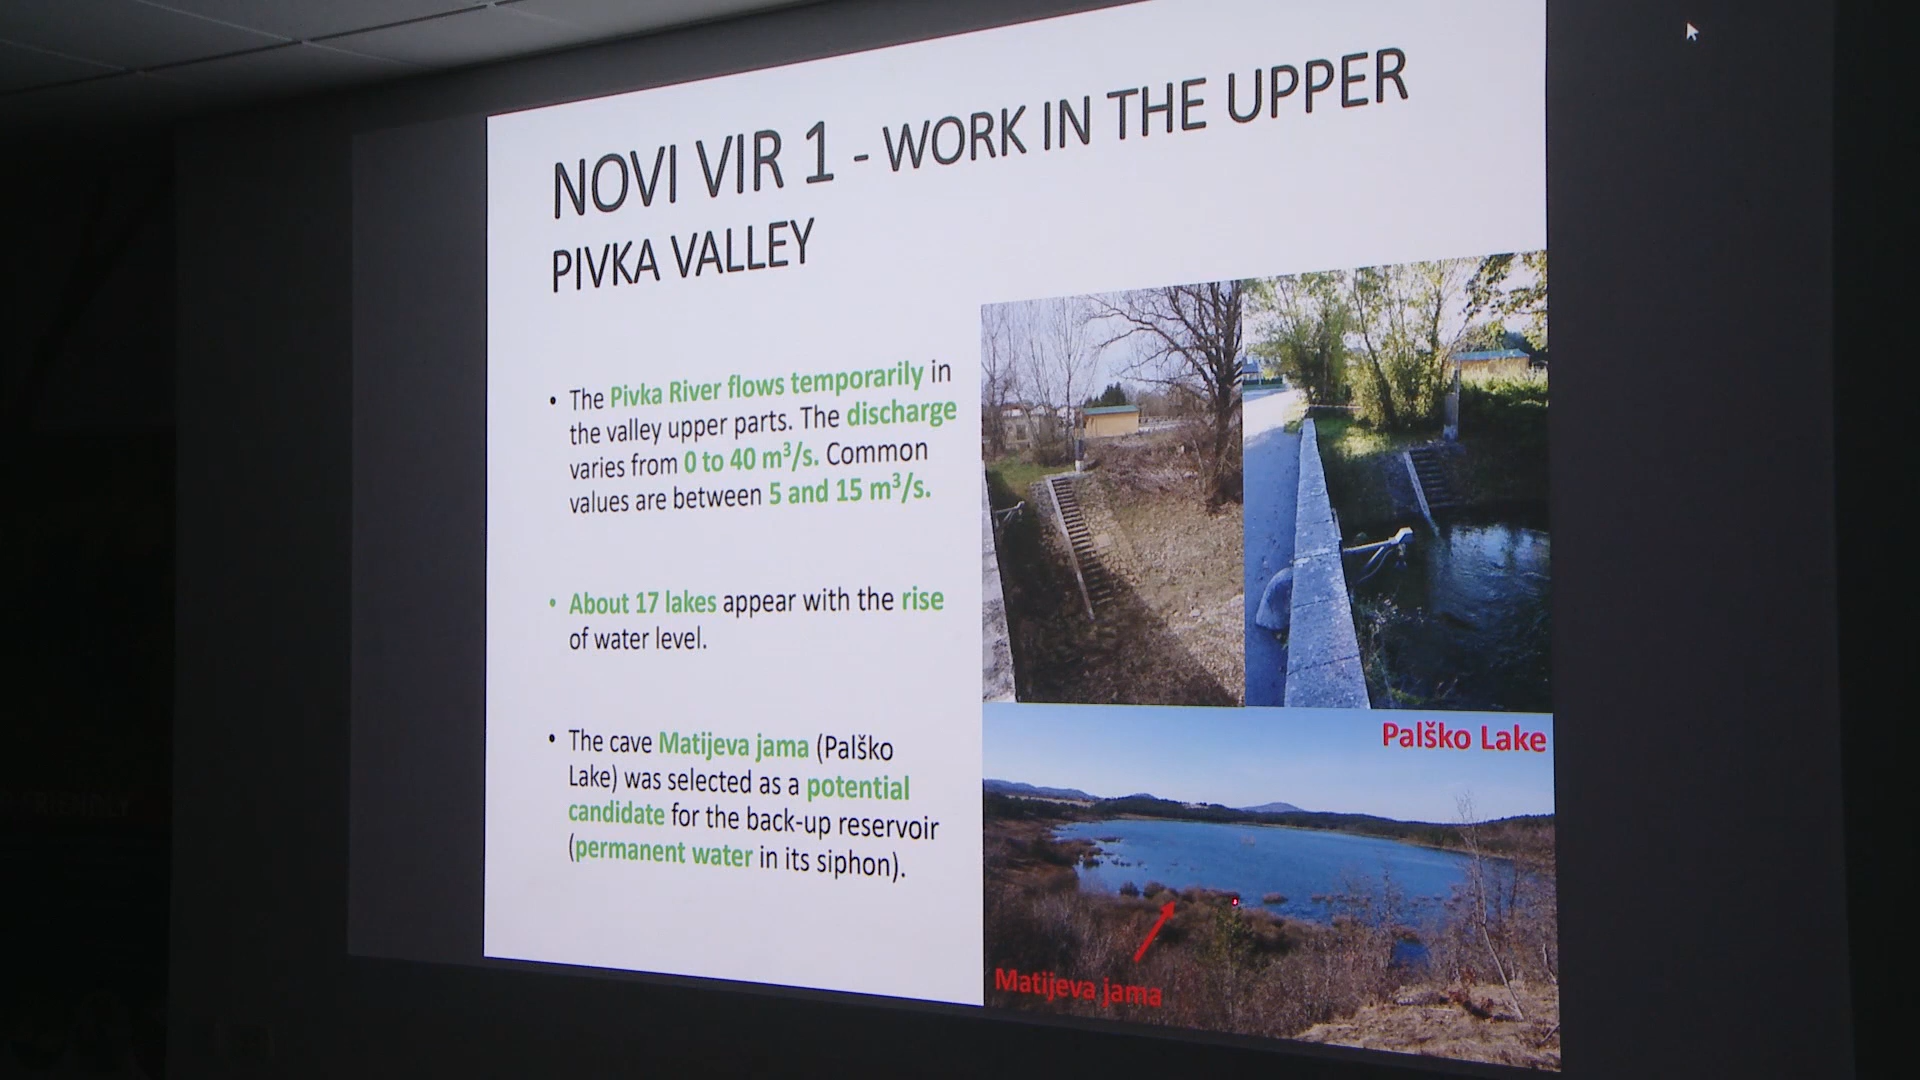 NOVI VIR 1 - WORK IN THE UPPER
PIVKA VALLEY
• The Pivka River flows temporarily in
the valley upper parts. The discharge
varies from 0 to 40 m³/s. Common
values are between 5 and 15 m³/s.
• About 17 lakes appear with the rise
of water level.
• The cave Matijeva jama (Palško
Lake) was selected as a potential
candidate for the back-up reservoir
(permanent water in its siphon).
Palško Lake
Matijeva jama